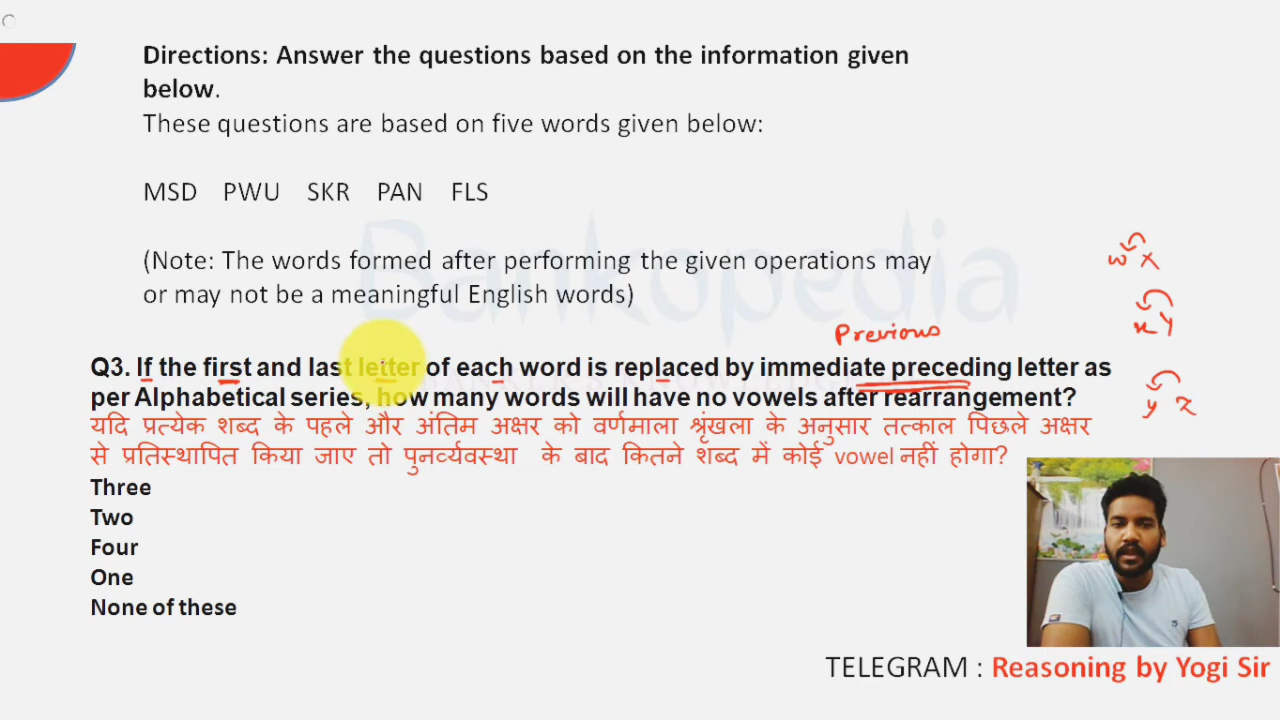 Directions: Answer the questions based on the information given
below.
These questions are based on five words given below:
MSD PWU SKR PAN FLS
(Note: The words formed after performing the given operations may
or may not be a meaningful English words)
w X
Previous
x Y
Q3. If the first and last letter of each word is replaced by immediate preceding letter as
per Alphabetical series, how many words will have no vowels after rearrangement?
y z
यदि प्रत्येक शब्द के पहले और अंतिम अक्षर को वर्णमाला श्रृंखला के अनुसार तत्काल पिछले अक्षर
से प्रतिस्थापित किया जाए तो पुनर्व्यवस्था के बाद कितने शब्द में कोई vowel नहीं होगा?
Three
Two
Four
One
None of these
TELEGRAM : Reasoning by Yogi Sir
Bankopedia